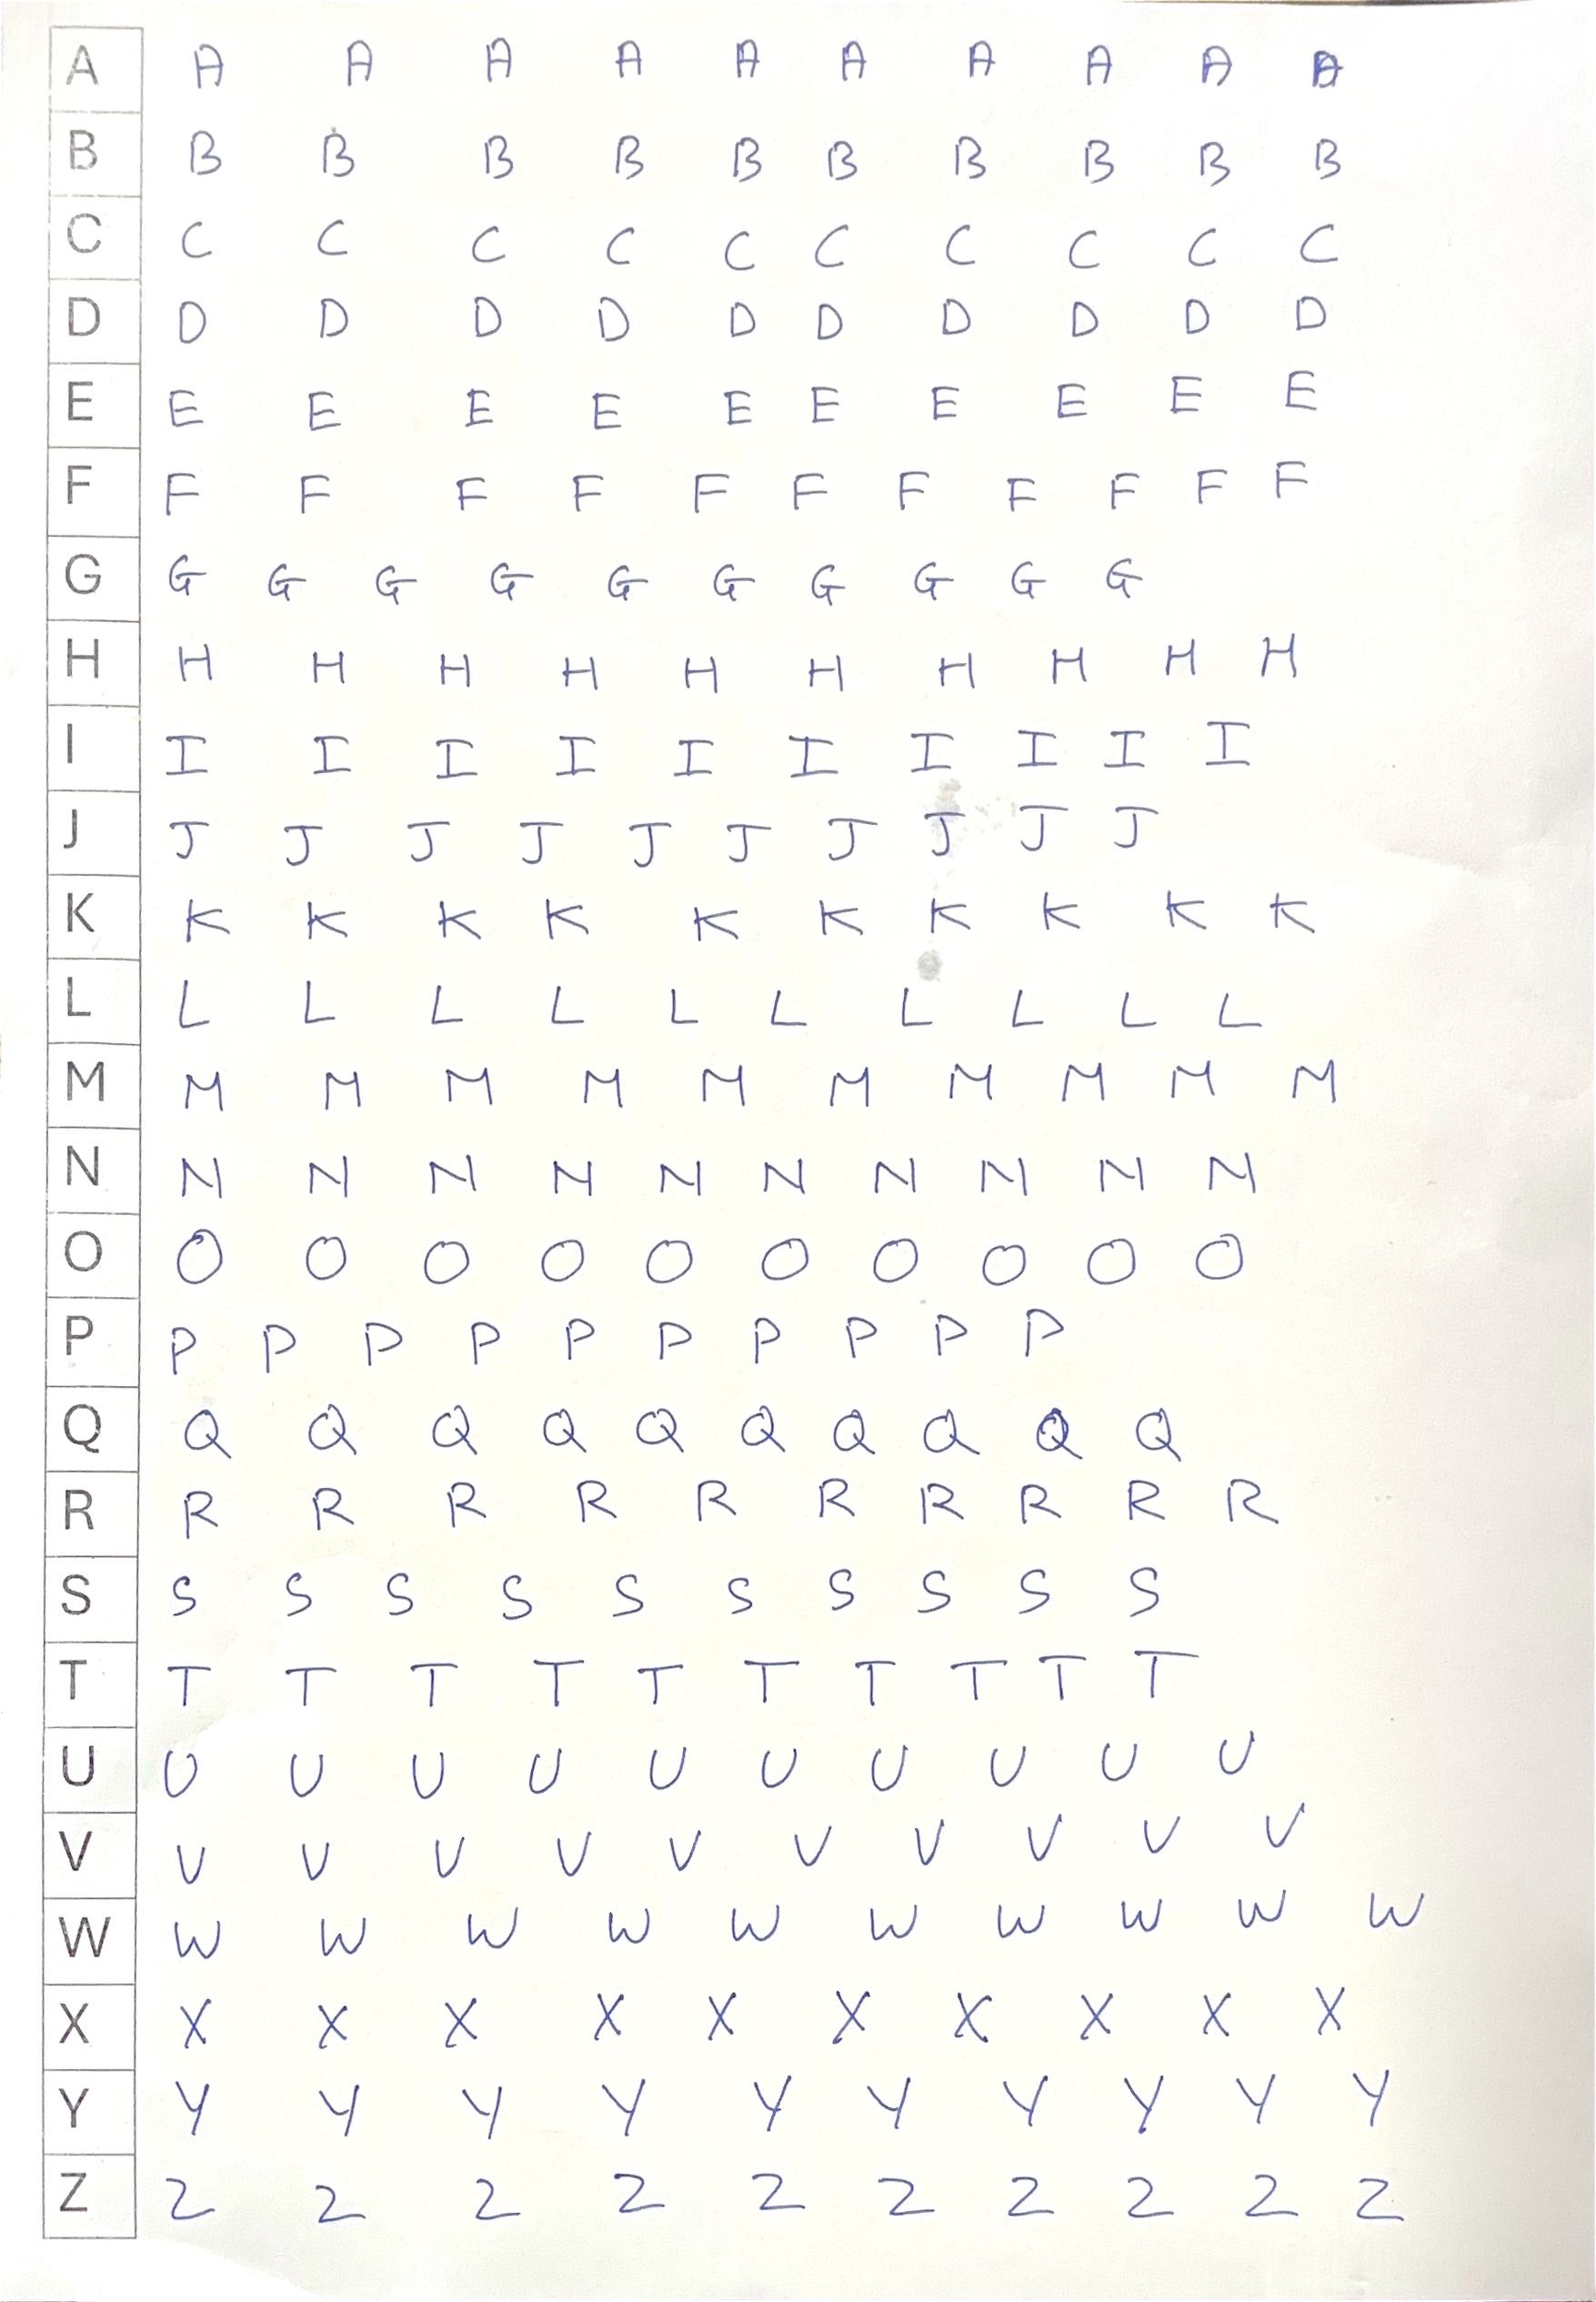 A A A A A A A A A A A
B B B B B B B B B B B
C C C C C C C C C C C
D D D D D D D D D D D
E E E E E E E E E E E
F F F F F F F F F F F F
G G G G G G G G G G G
H H H H H H H H H H H
I I I I I I I I I I I
J J J J J J J J J J J
K K K K K K K K K K K
L L L L L L L L L L L
M M M M M M M M M M M
N N N N N N N N N N N
O O O O O O O O O O O
P P P P P P P P P P P
Q Q Q Q Q Q Q Q Q Q Q
R R R R R R R R R R R
S S S S S S S S S S S
T T T T T T T T T T T
U U U U U U U U U U U
V V V V V V V V V V V
W W W W W W W W W W W
X X X X X X X X X X X
Y Y Y Y Y Y Y Y Y Y Y
Z Z Z Z Z Z Z Z Z Z Z